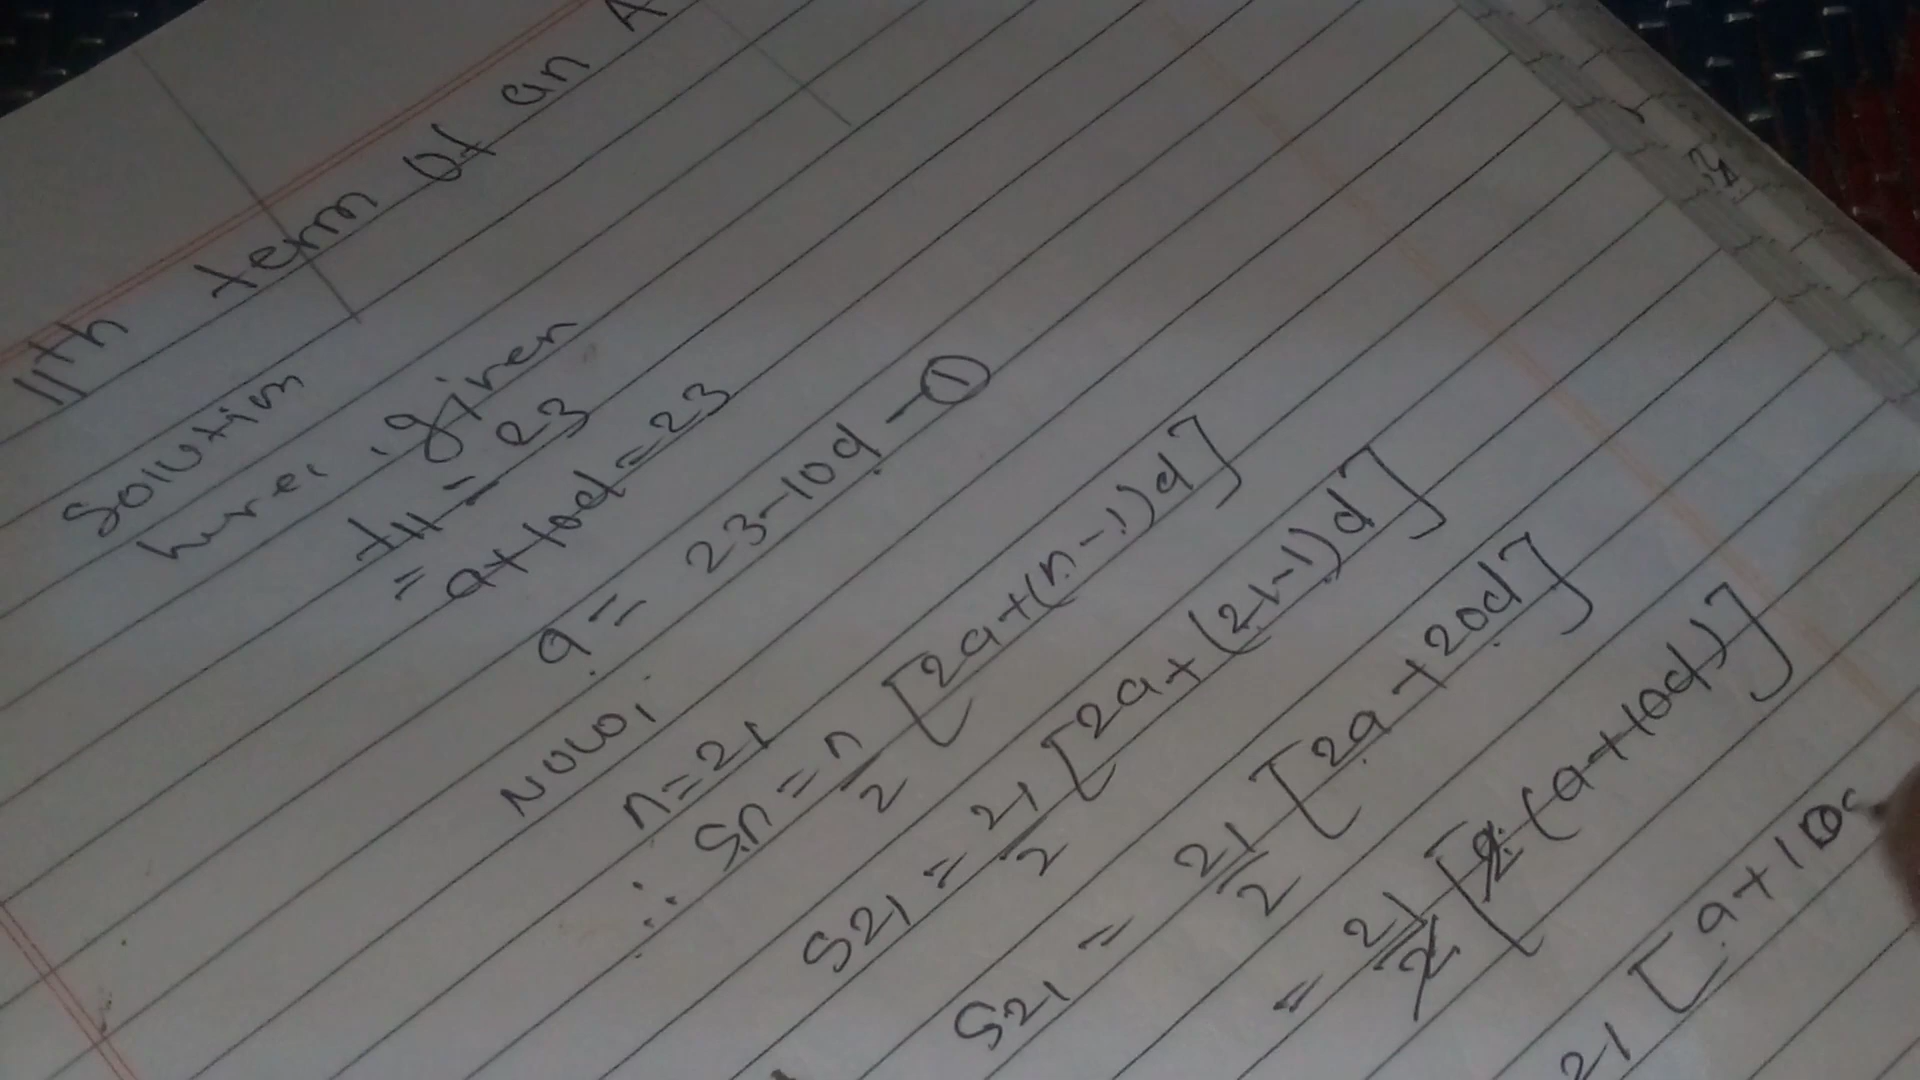 11th term of an A
Solution
here, given
t11 = 23
= a+10d = 23
a = 23-10d - ①
Now,
n = 21
∴ Sn = n/2 [2a+(n-1)d]
S21 = 21/2 [2a+(21-1)d]
S21 = 21/2 [2a+20d]
= 21/2 [2(a+10d)]
21 [a+10